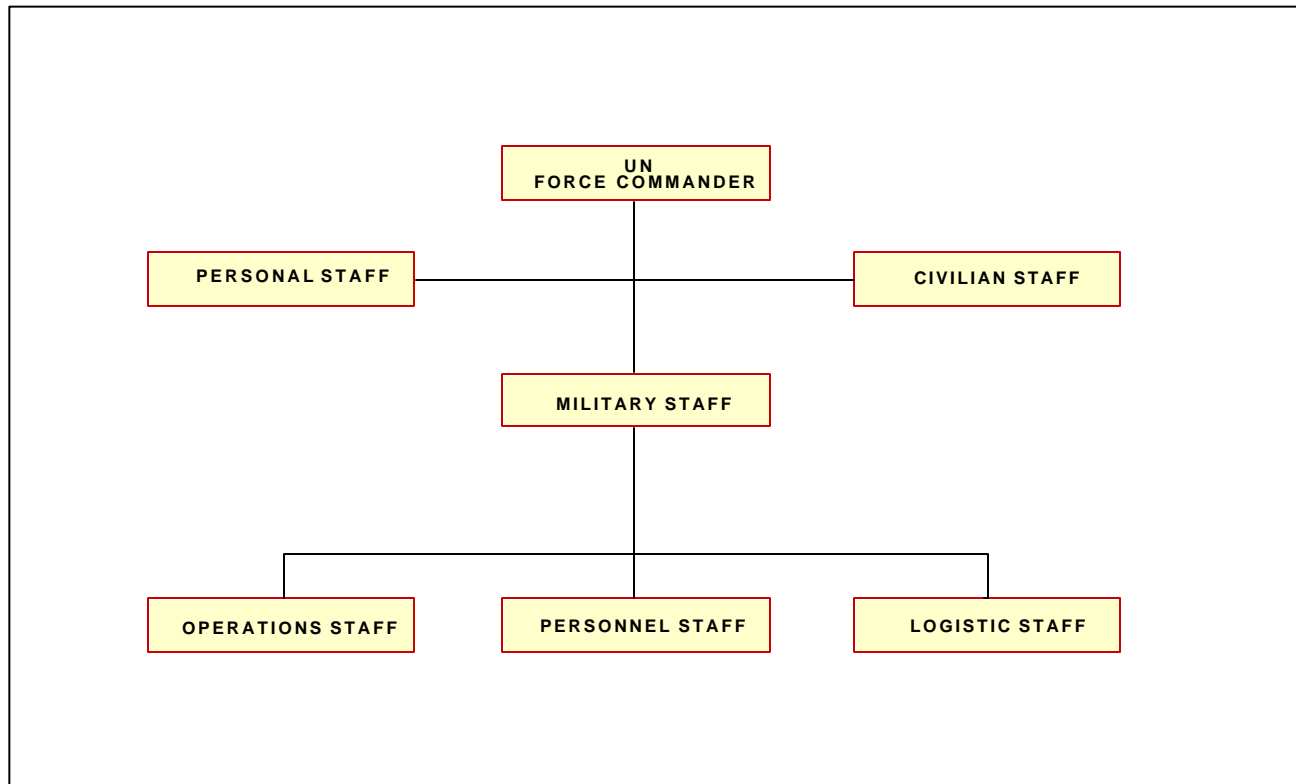 UN
FORCE COMMANDER
PERSONAL STAFF
CIVILIAN STAFF
MILITARY STAFF
OPERATIONS STAFF
PERSONNEL STAFF
LOGISTIC STAFF